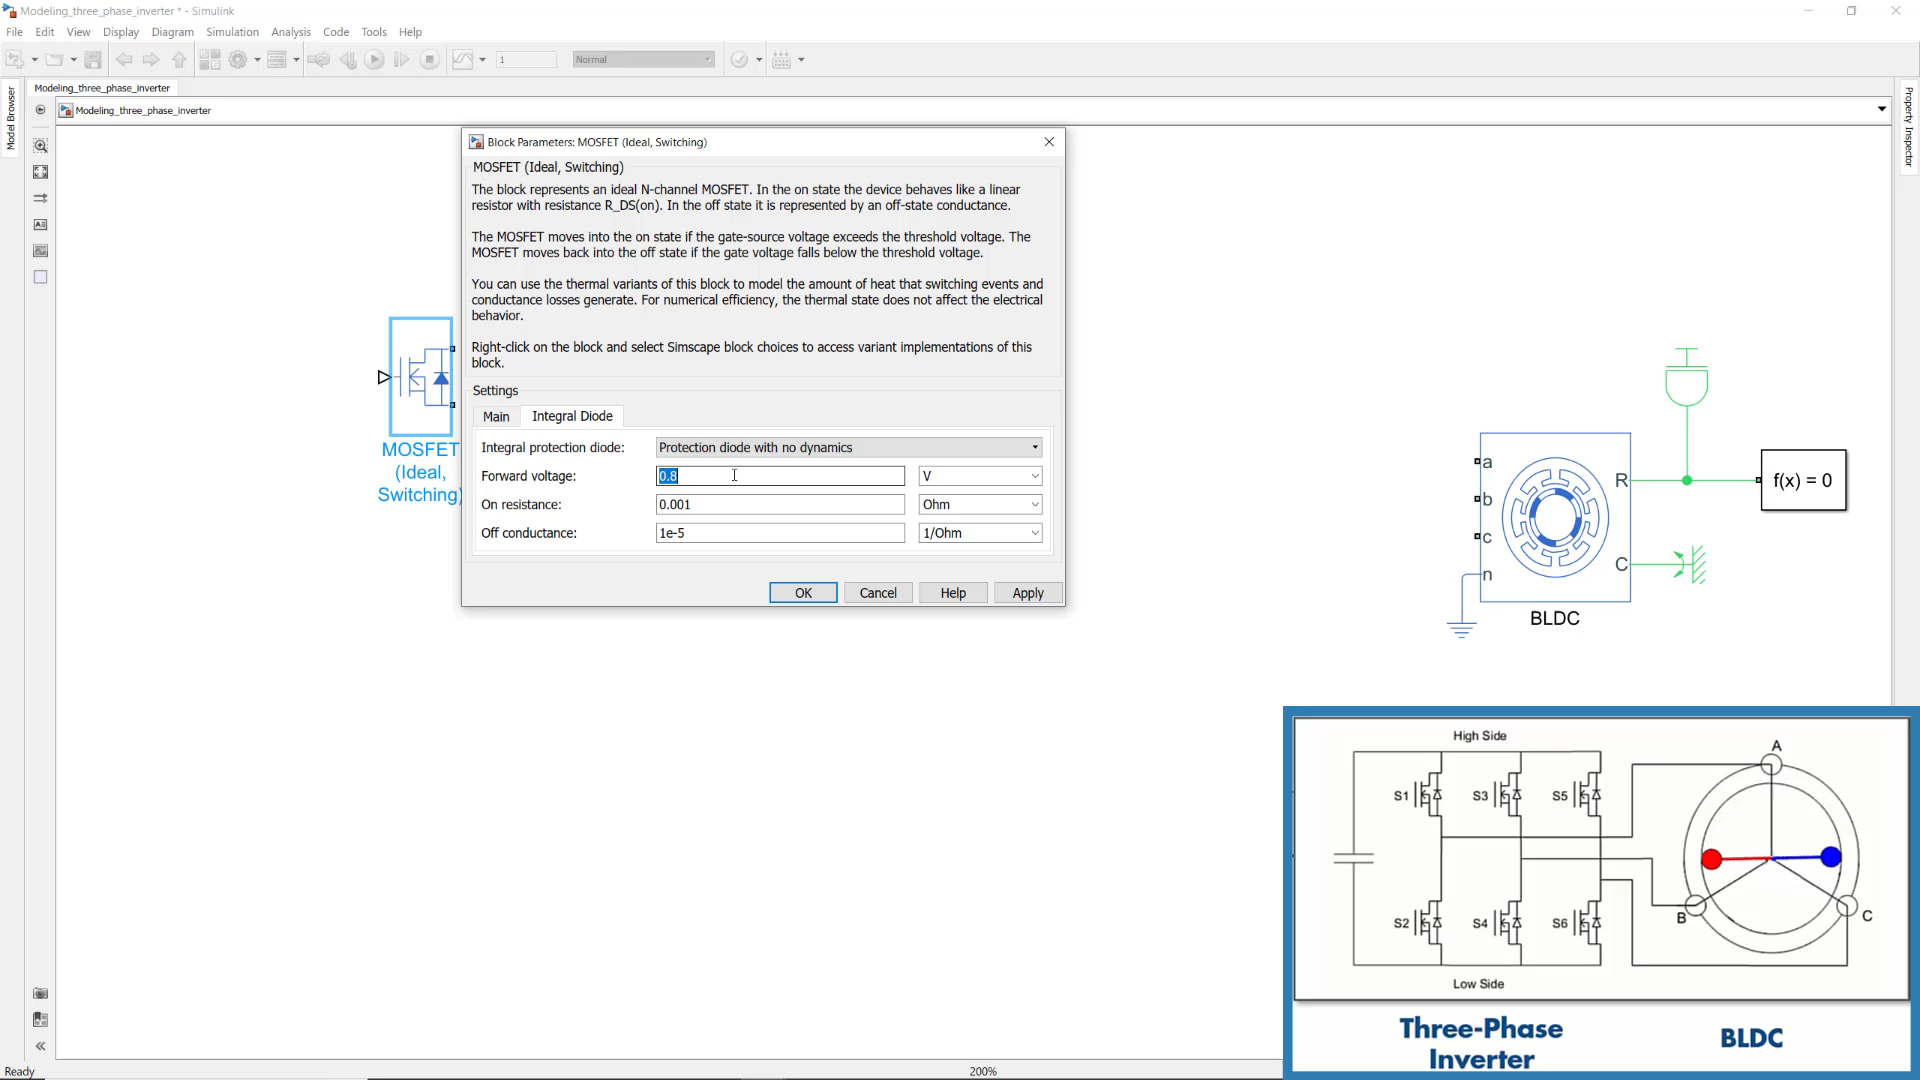 Modeling_three_phase_inverter * - Simulink
File Edit View Display Diagram Simulation Analysis Code Tools Help
1
Normal
Modeling_three_phase_inverter
Modeling_three_phase_inverter
Model Browser
Property Inspector
Block Parameters: MOSFET (Ideal, Switching)
MOSFET (Ideal, Switching)
The block represents an ideal N-channel MOSFET. In the on state the device behaves like a linear
resistor with resistance R_DS(on). In the off state it is represented by an off-state conductance.
The MOSFET moves into the on state if the gate-source voltage exceeds the threshold voltage. The
MOSFET moves back into the off state if the gate voltage falls below the threshold voltage.
You can use the thermal variants of this block to model the amount of heat that switching events and
conductance losses generate. For numerical efficiency, the thermal state does not affect the electrical
behavior.
Right-click on the block and select Simscape block choices to access variant implementations of this
block.
Settings
Main Integral Diode
Integral protection diode: Protection diode with no dynamics
Forward voltage: 0.8 V
On resistance: 0.001 Ohm
Off conductance: 1e-5 1/Ohm
OK Cancel Help Apply
MOSFET
(Ideal,
Switching)
a
b
c
n
R
C
f(x) = 0
BLDC
High Side
A
S1 S3 S5
S2 S4 S6
B
C
Low Side
Three-Phase
Inverter
BLDC
Ready
200%